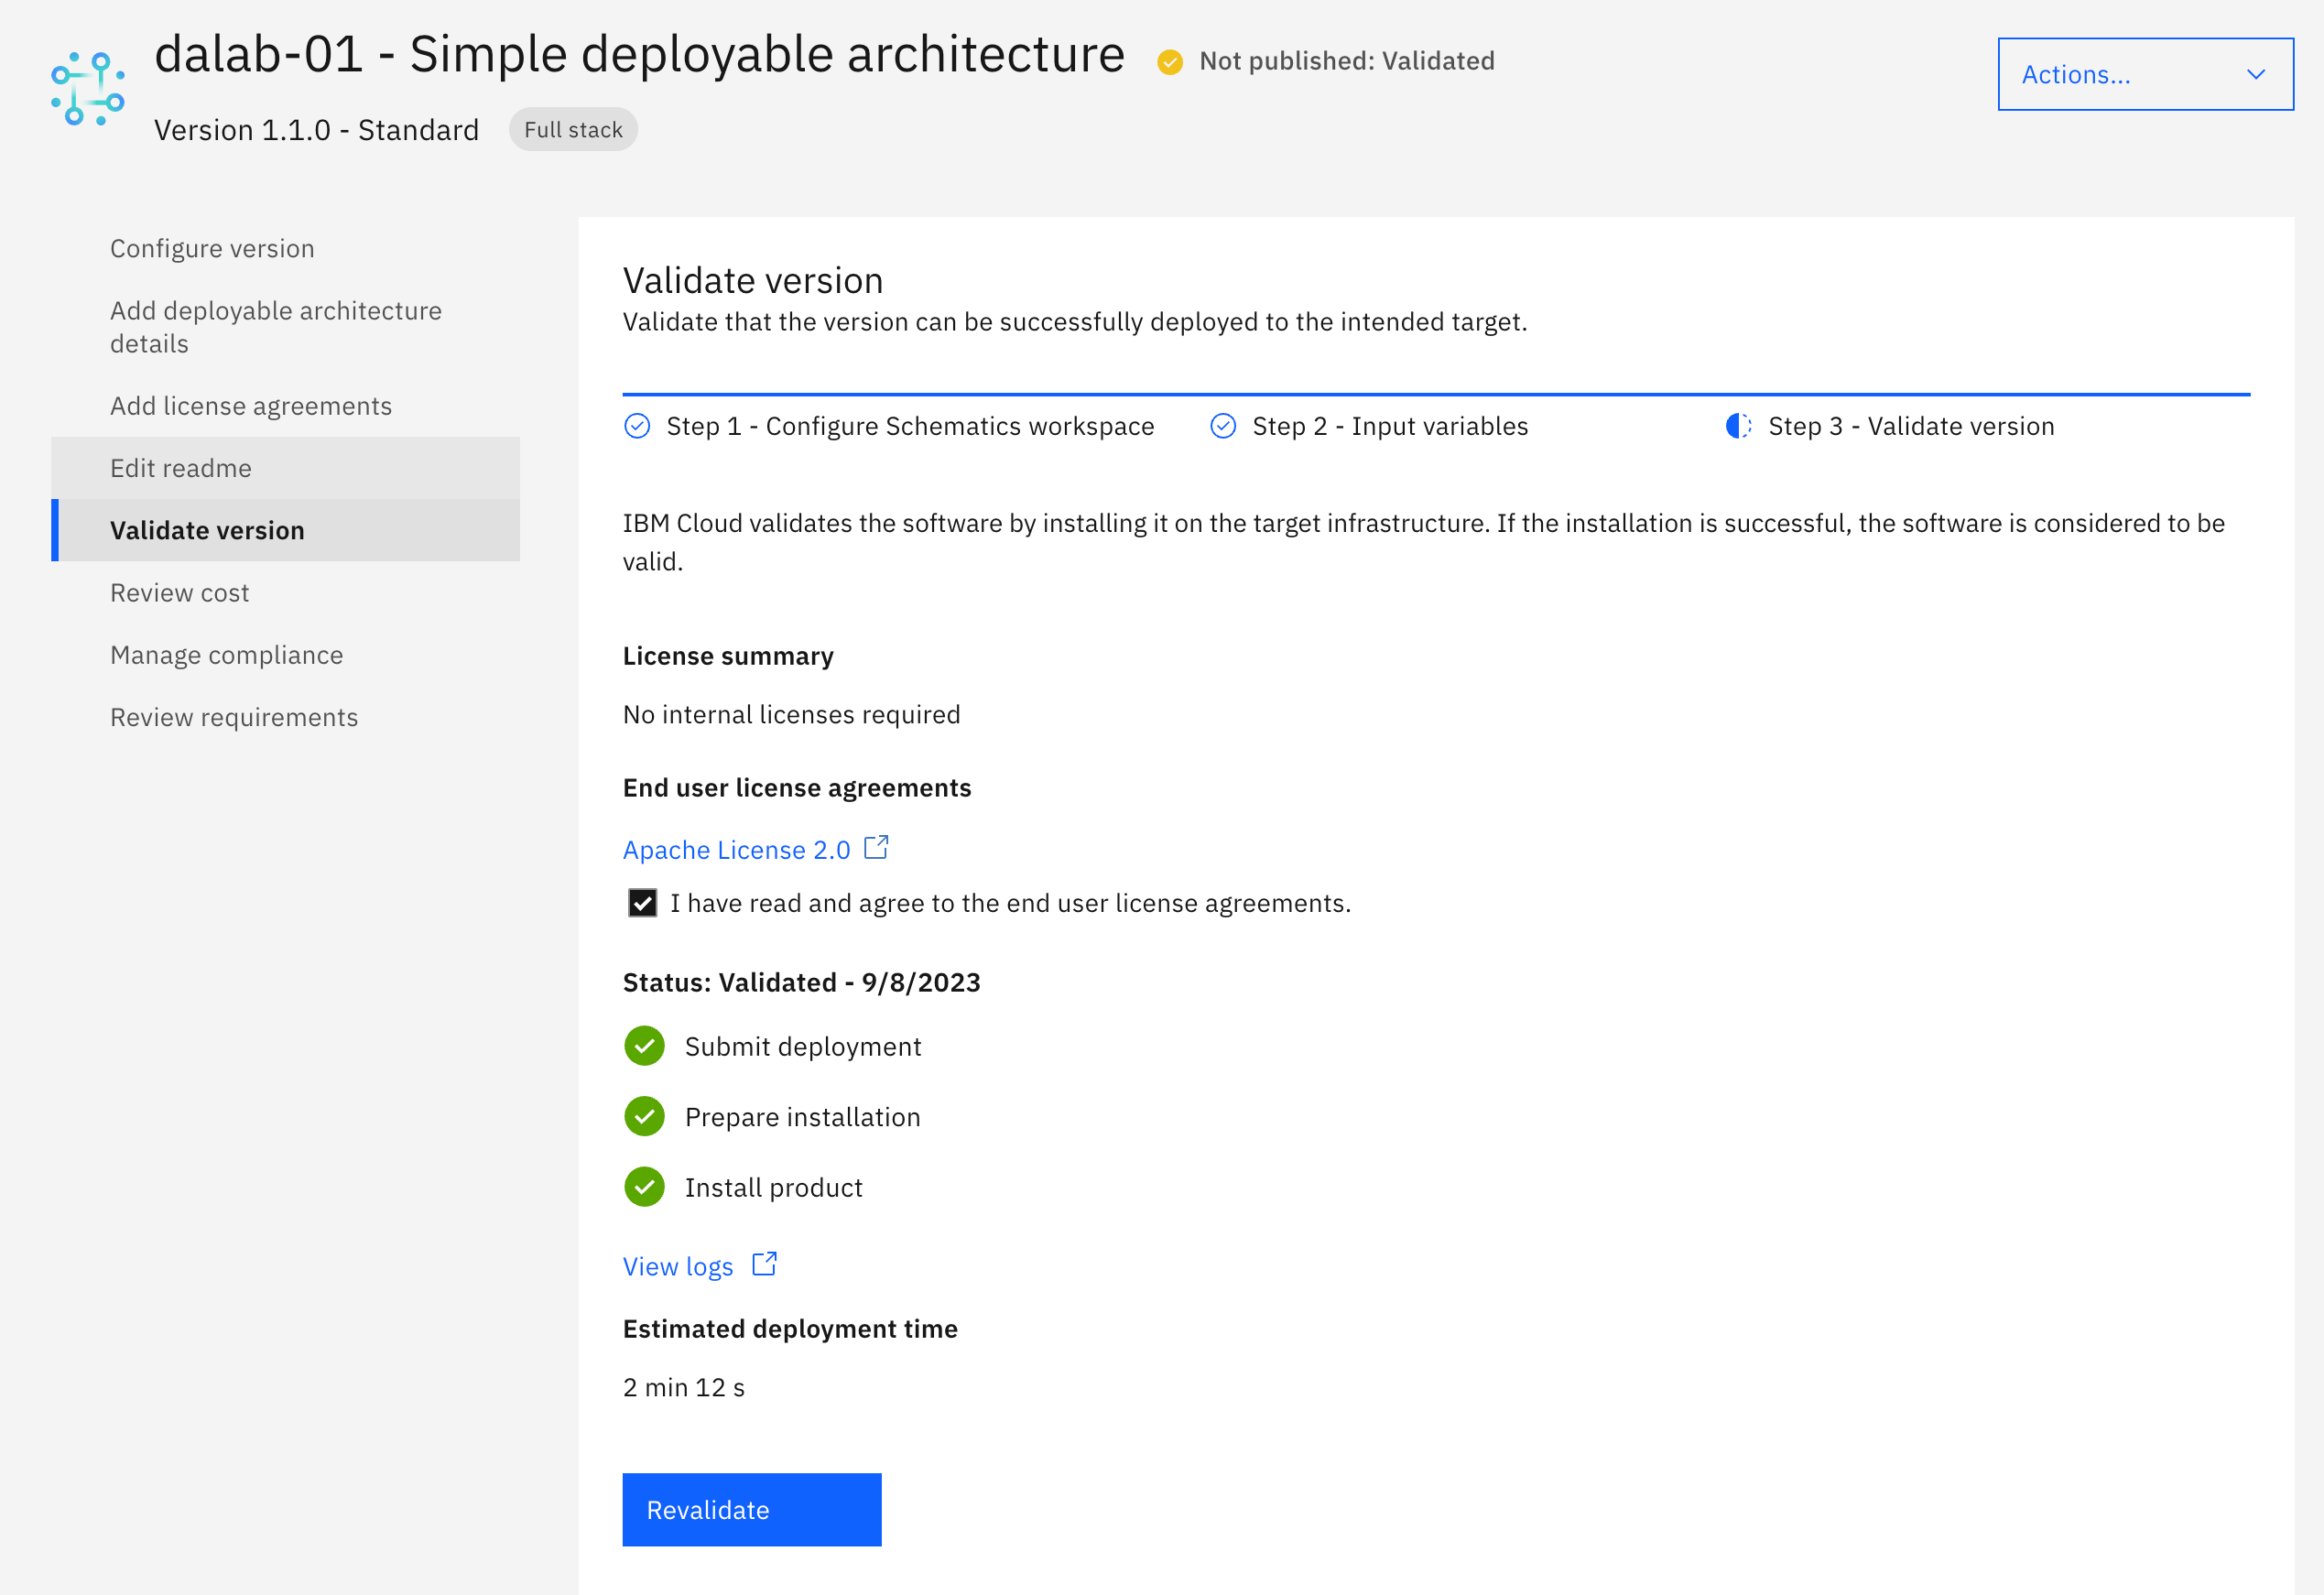 dalab-01 - Simple deployable architecture
Not published: Validated
Actions...
Version 1.1.0 - Standard
Full stack
Configure version
Add deployable architecture
details
Add license agreements
Edit readme
Validate version
Review cost
Manage compliance
Review requirements
Validate version
Validate that the version can be successfully deployed to the intended target.
Step 1 - Configure Schematics workspace
Step 2 - Input variables
Step 3 - Validate version
IBM Cloud validates the software by installing it on the target infrastructure. If the installation is successful, the software is considered to be
valid.
License summary
No internal licenses required
End user license agreements
Apache License 2.0
I have read and agree to the end user license agreements.
Status: Validated - 9/8/2023
Submit deployment
Prepare installation
Install product
View logs
Estimated deployment time
2 min 12 s
Revalidate